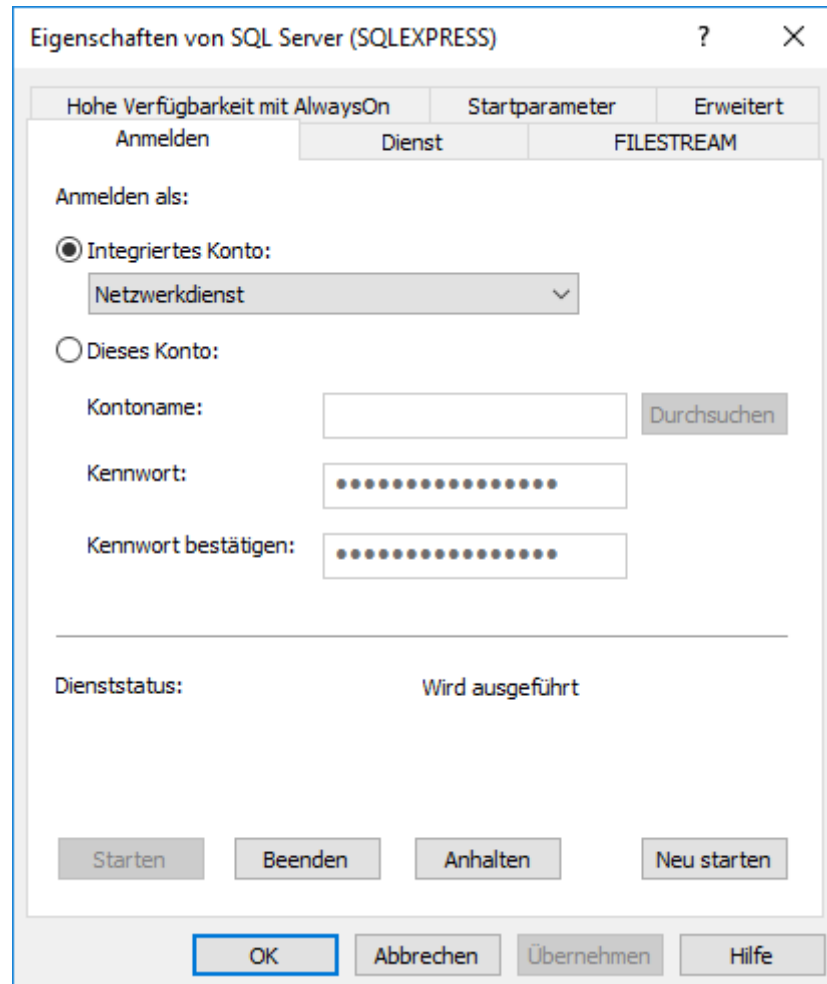 Eigenschaften von SQL Server (SQLEXPRESS)
?
Hohe Verfügbarkeit mit AlwaysOn
Startparameter
Erweitert
Anmelden
Dienst
FILESTREAM
Anmelden als:
Integriertes Konto:
Netzwerkdienst
Dieses Konto:
Kontoname:
Durchsuchen
Kennwort:
Kennwort bestätigen:
Dienststatus:
Wird ausgeführt
Starten
Beenden
Anhalten
Neu starten
OK
Abbrechen
Übernehmen
Hilfe